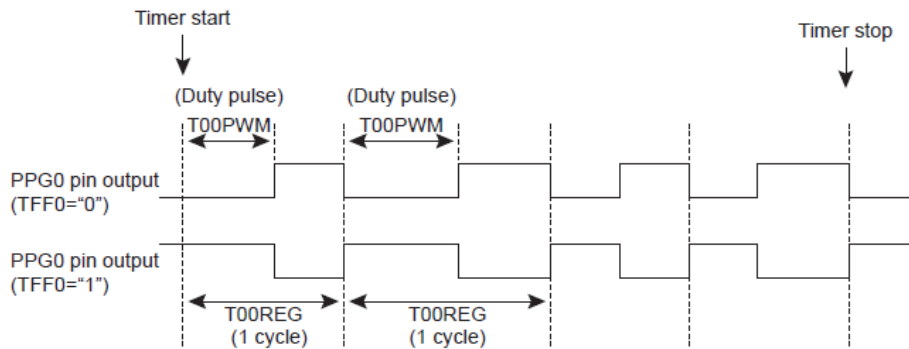 Timer start
Timer stop
(Duty pulse)
(Duty pulse)
T00PWM
T00PWM
PPG0 pin output
(TFF0=“0”)
PPG0 pin output
(TFF0=“1”)
T00REG
(1 cycle)
T00REG
(1 cycle)